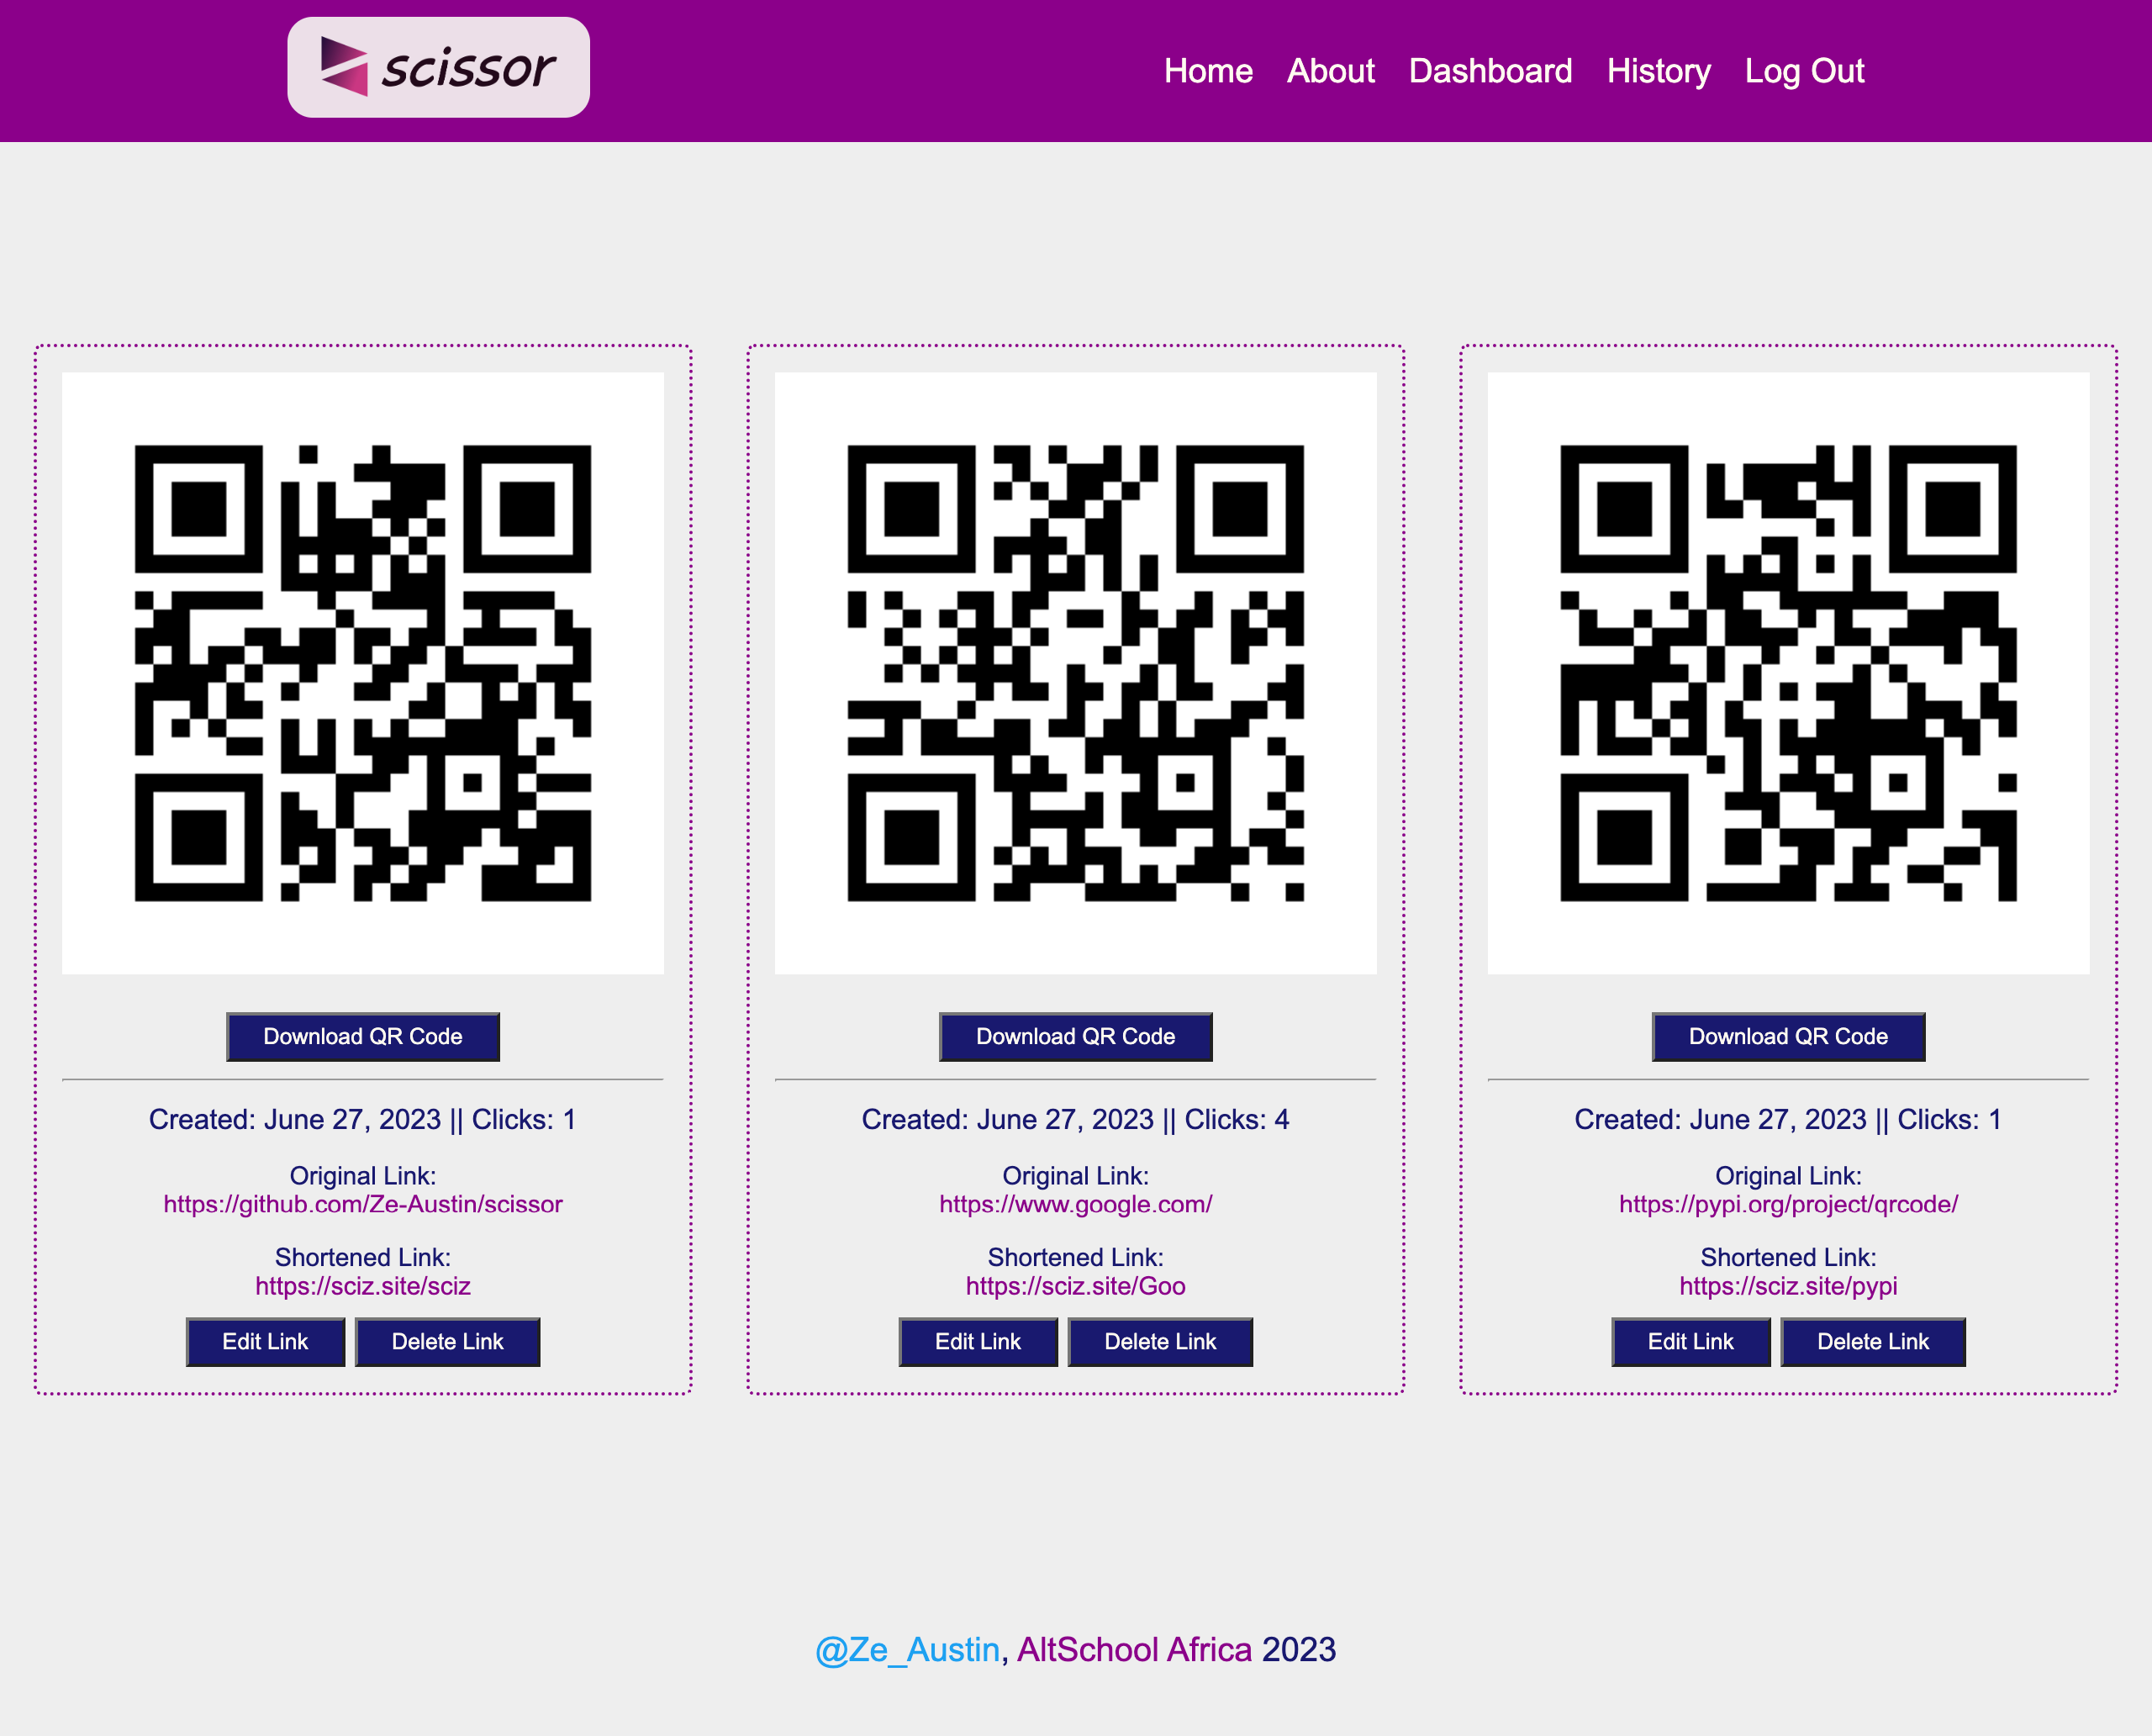 scissor
Home About Dashboard History Log Out
Download QR Code
Created: June 27, 2023 || Clicks: 1
Original Link:
https://github.com/Ze-Austin/scissor
Shortened Link:
https://sciz.site/sciz
Edit Link Delete Link
Download QR Code
Created: June 27, 2023 || Clicks: 4
Original Link:
https://www.google.com/
Shortened Link:
https://sciz.site/Goo
Edit Link Delete Link
Download QR Code
Created: June 27, 2023 || Clicks: 1
Original Link:
https://pypi.org/project/qrcode/
Shortened Link:
https://sciz.site/pypi
Edit Link Delete Link
@Ze_Austin, AltSchool Africa 2023